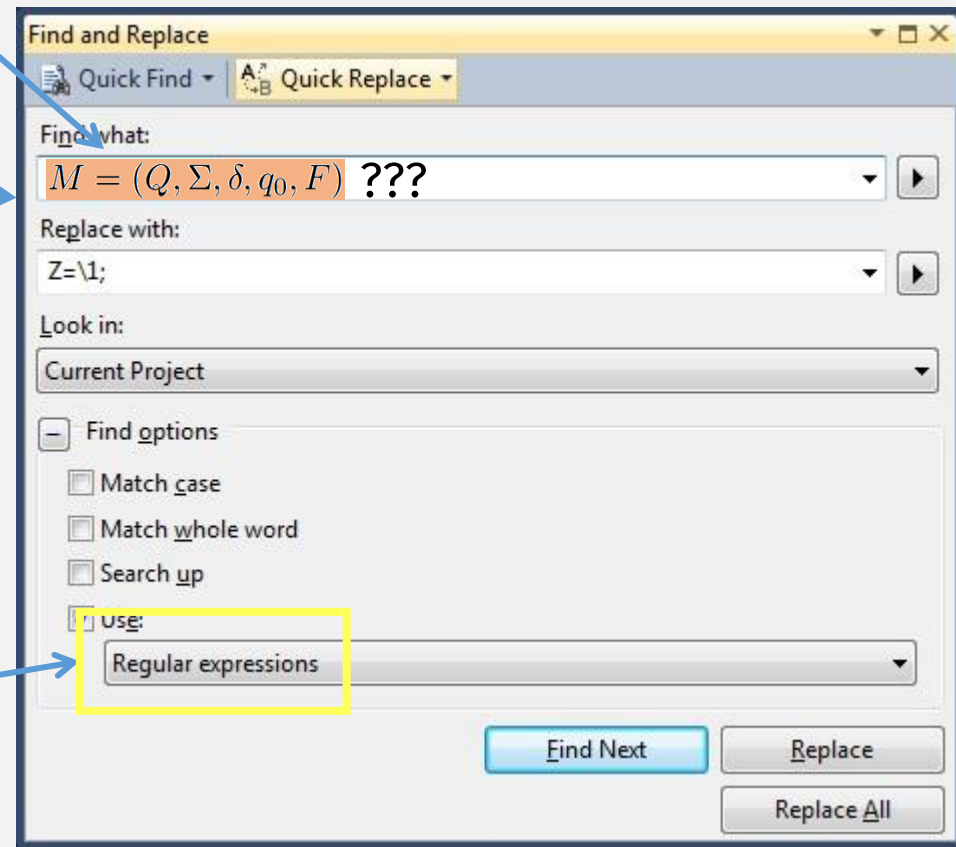 Find and Replace
Quick Find
Quick Replace
Find what:
M = (Q, Σ, δ, q₀, F) ???
Replace with:
Z=\1;
Look in:
Current Project
Find options
Match case
Match whole word
Search up
Use:
Regular expressions
Find Next
Replace
Replace All